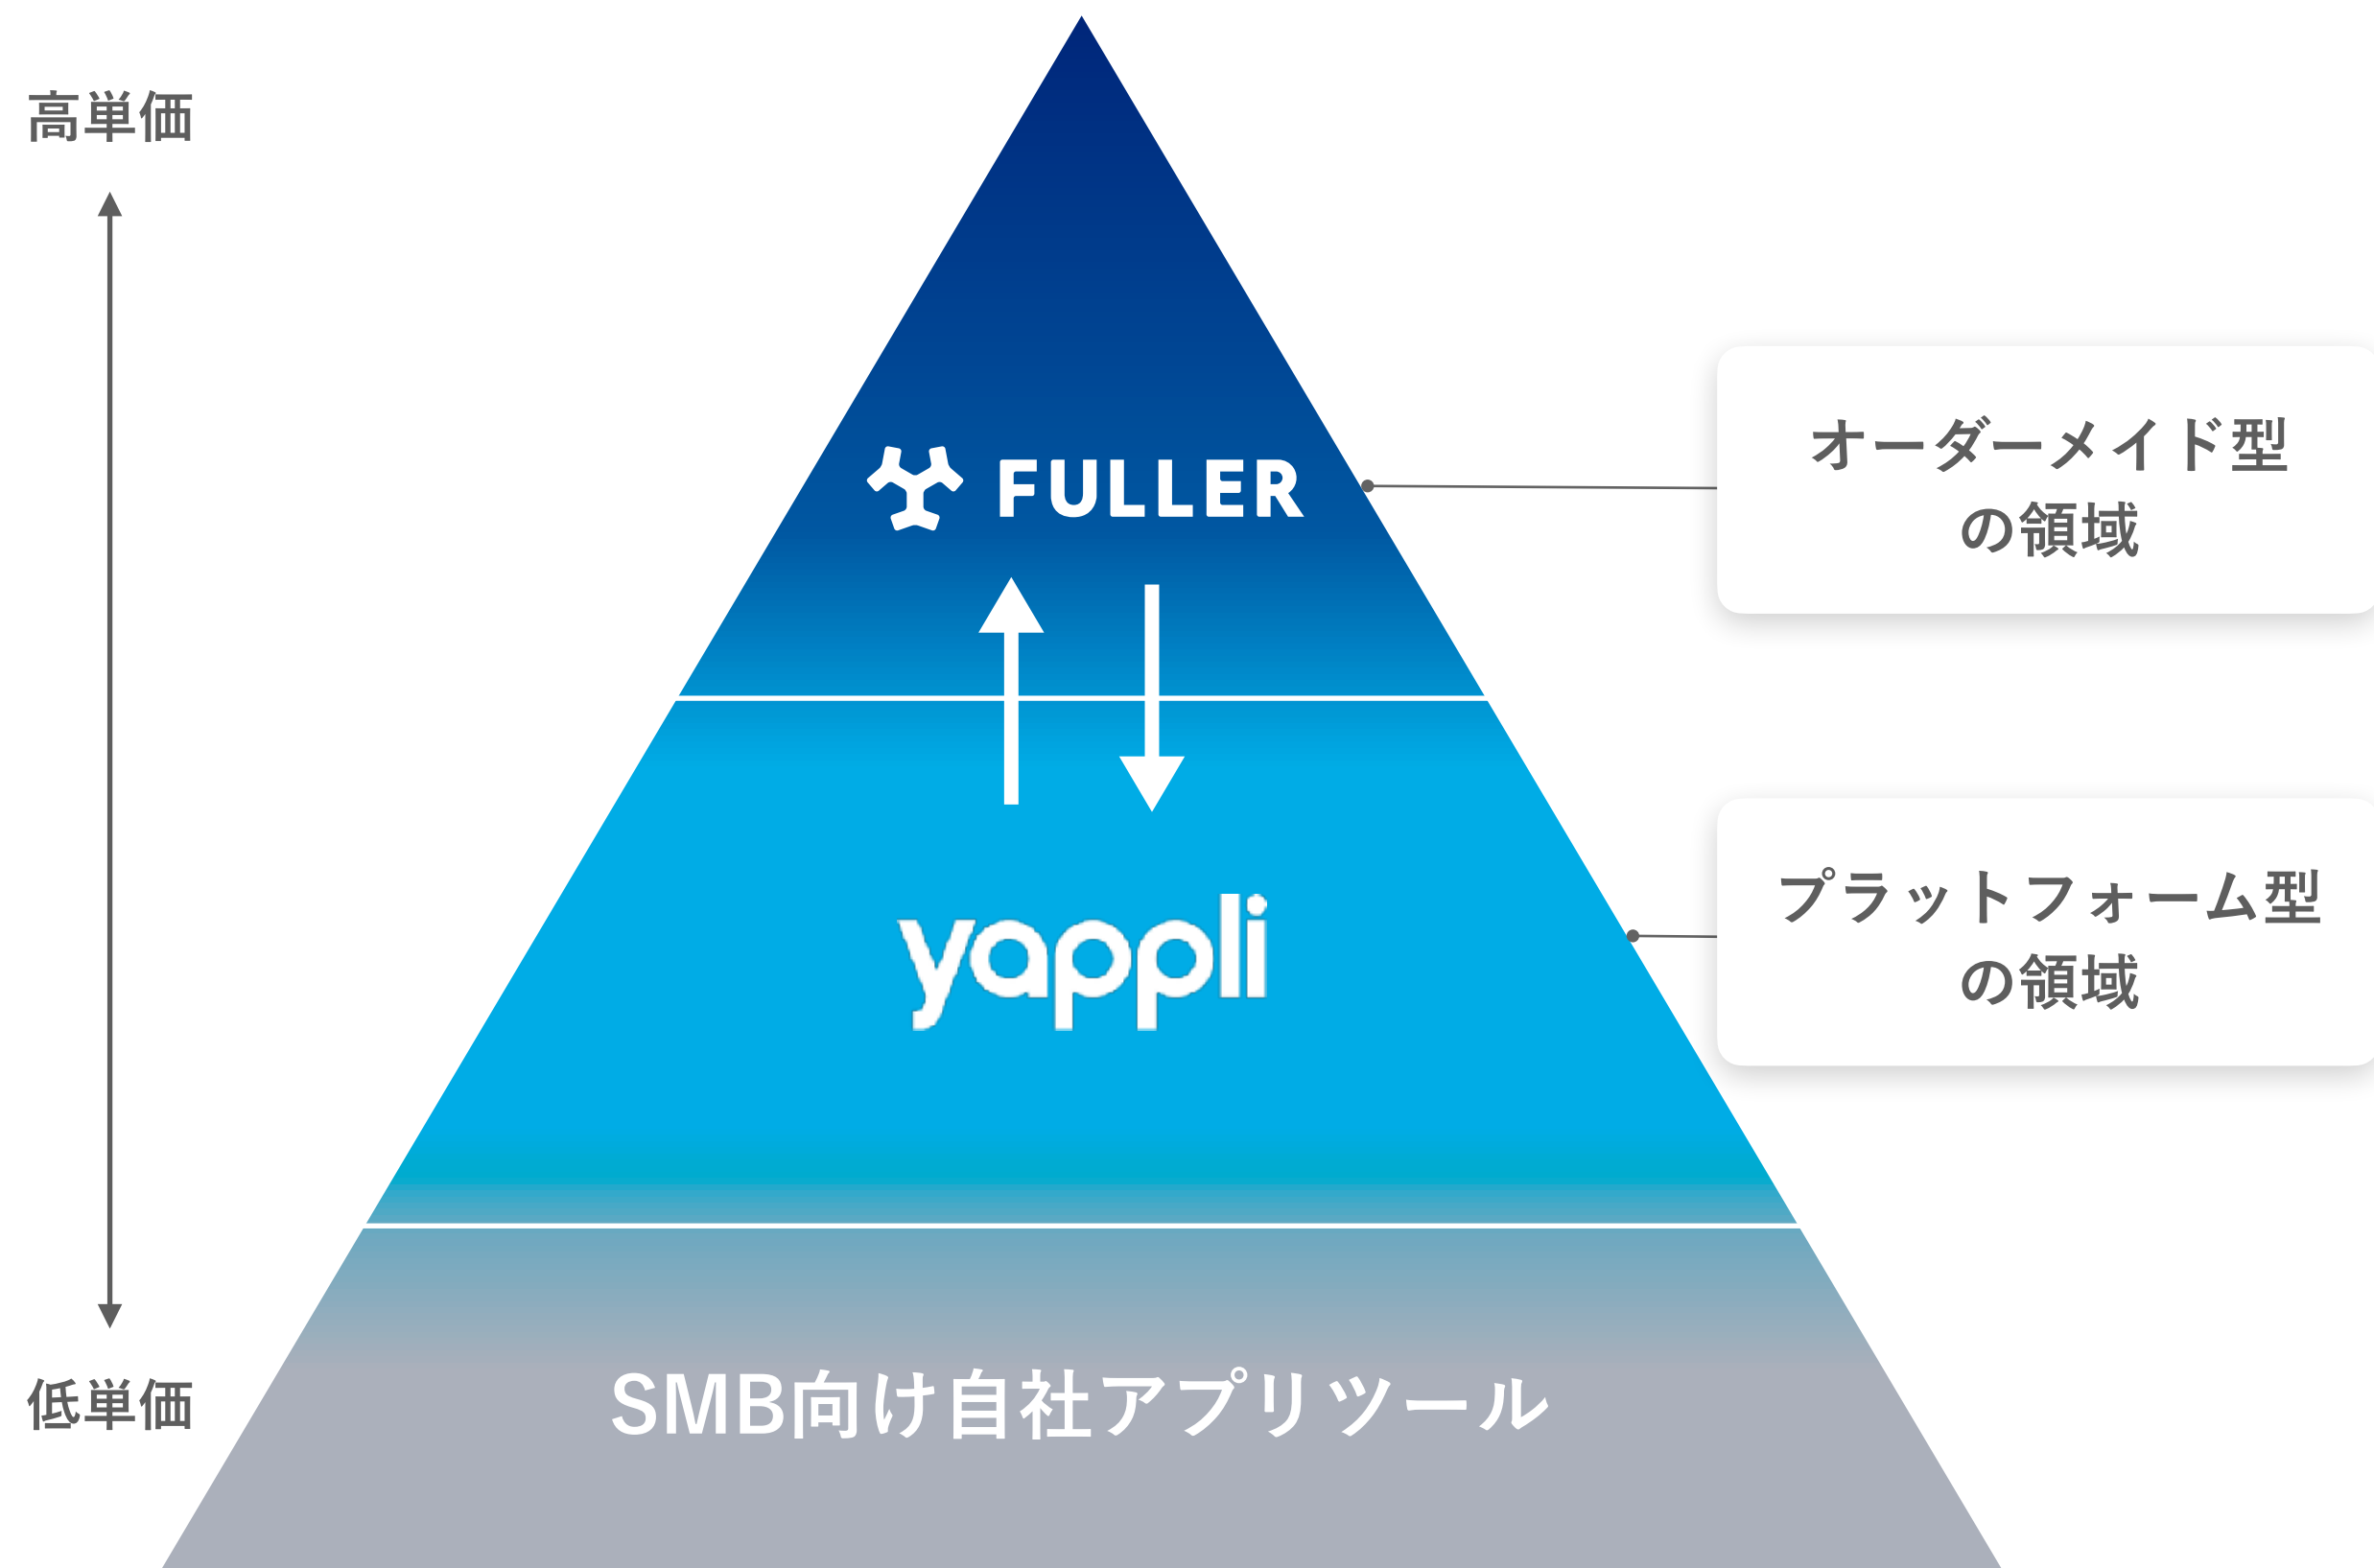 高単価
FULLER
オーダーメイド型
の領域
yappli
プラットフォーム型
の領域
低単価
SMB向け自社アプリツール